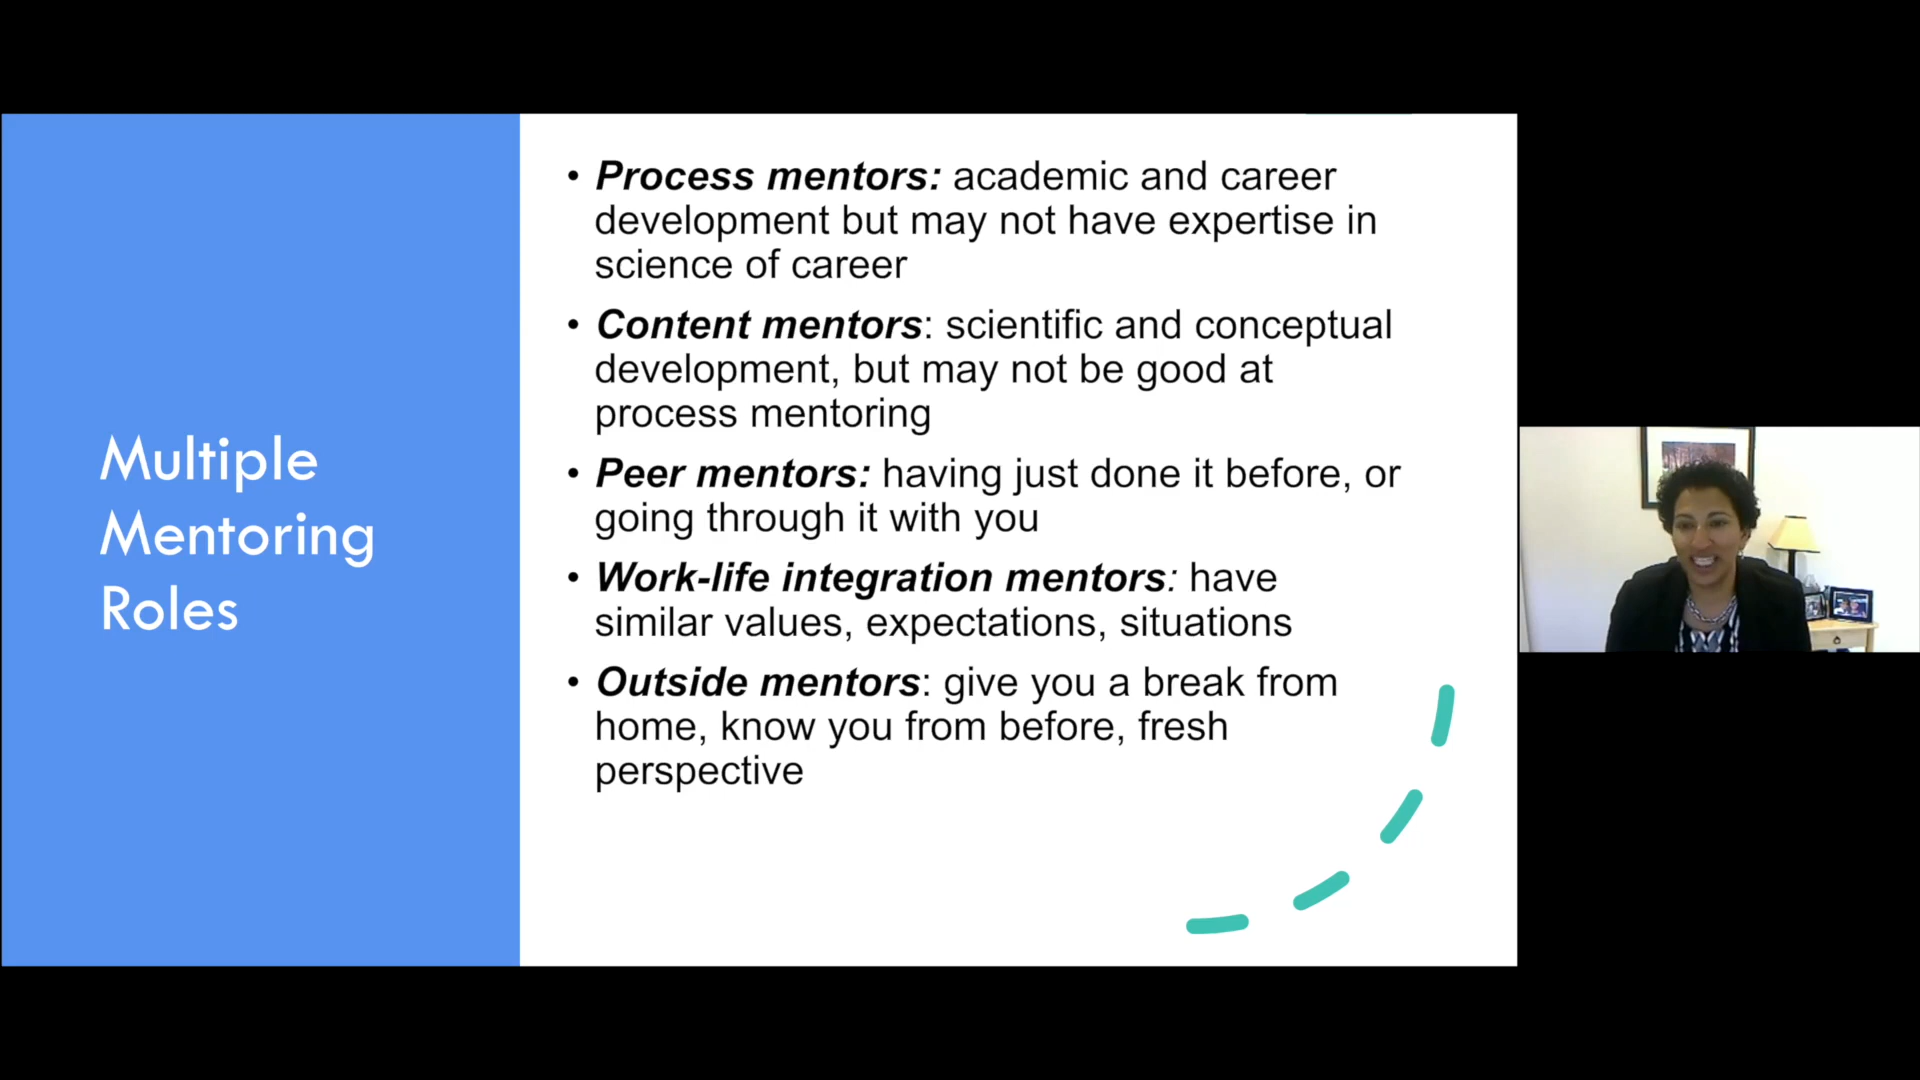 Multiple
Mentoring
Roles
• Process mentors: academic and career
development but may not have expertise in
science of career
• Content mentors: scientific and conceptual
development, but may not be good at
process mentoring
• Peer mentors: having just done it before, or
going through it with you
• Work-life integration mentors: have
similar values, expectations, situations
• Outside mentors: give you a break from
home, know you from before, fresh
perspective